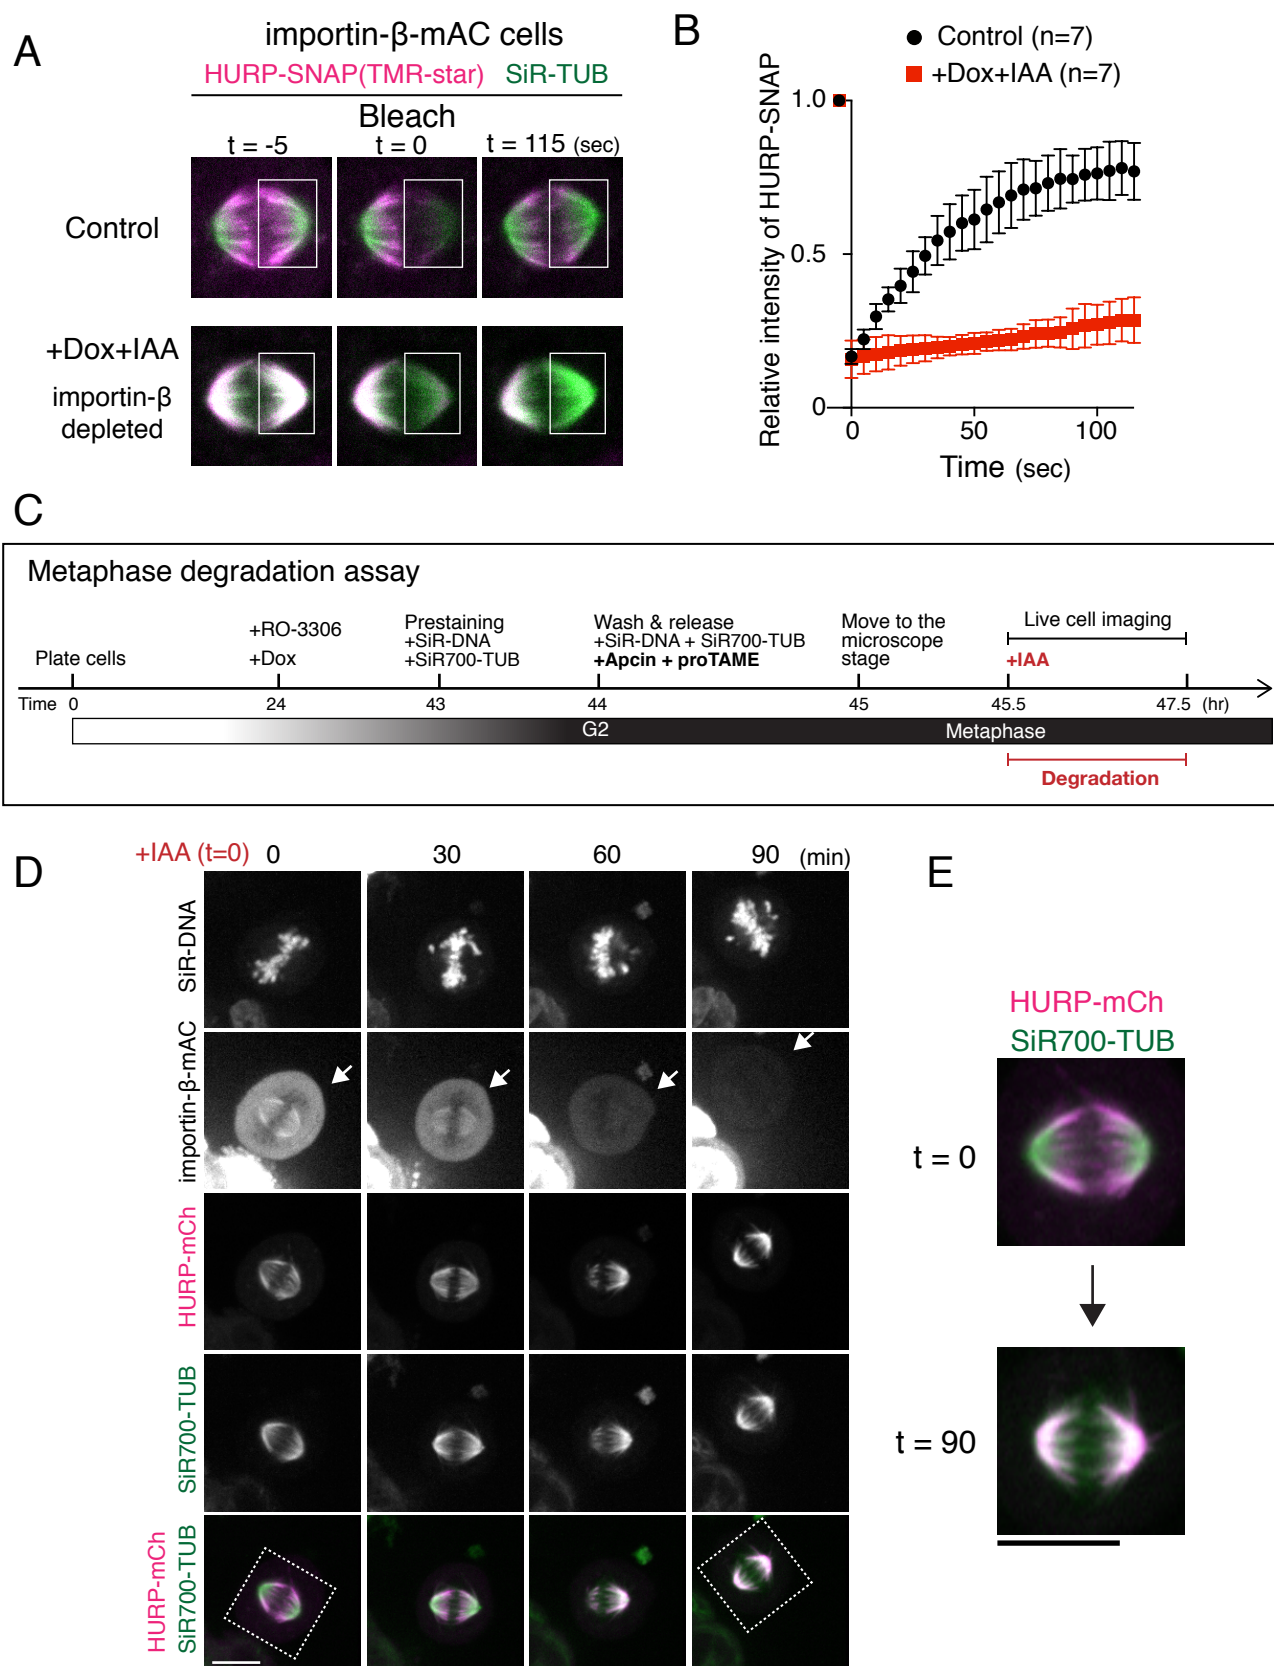 A
importin-β-mAC cells
HURP-SNAP(TMR-star) SiR-TUB
Bleach
t = -5 t = 0 t = 115 (sec)
Control
+Dox+IAA
importin-β
depleted
B
Control (n=7)
+Dox+IAA (n=7)
Relative intensity of HURP-SNAP
1.0
0.5
0
0 50 100
Time (sec)
C
Metaphase degradation assay
Plate cells
+RO-3306
+Dox
Prestaining
+SiR-DNA
+SiR700-TUB
Wash & release
+SiR-DNA + SiR700-TUB
+Apcin + proTAME
Move to the
microscope
stage
Live cell imaging
+IAA
Time 0 24 43 44 45 45.5 47.5 (hr)
G2 Metaphase
Degradation
D
+IAA (t=0) 0 30 60 90 (min)
SiR-DNA
importin-β-mAC
HURP-mCh
SiR700-TUB
HURP-mCh
SiR700-TUB
E
HURP-mCh
SiR700-TUB
t = 0
t = 90